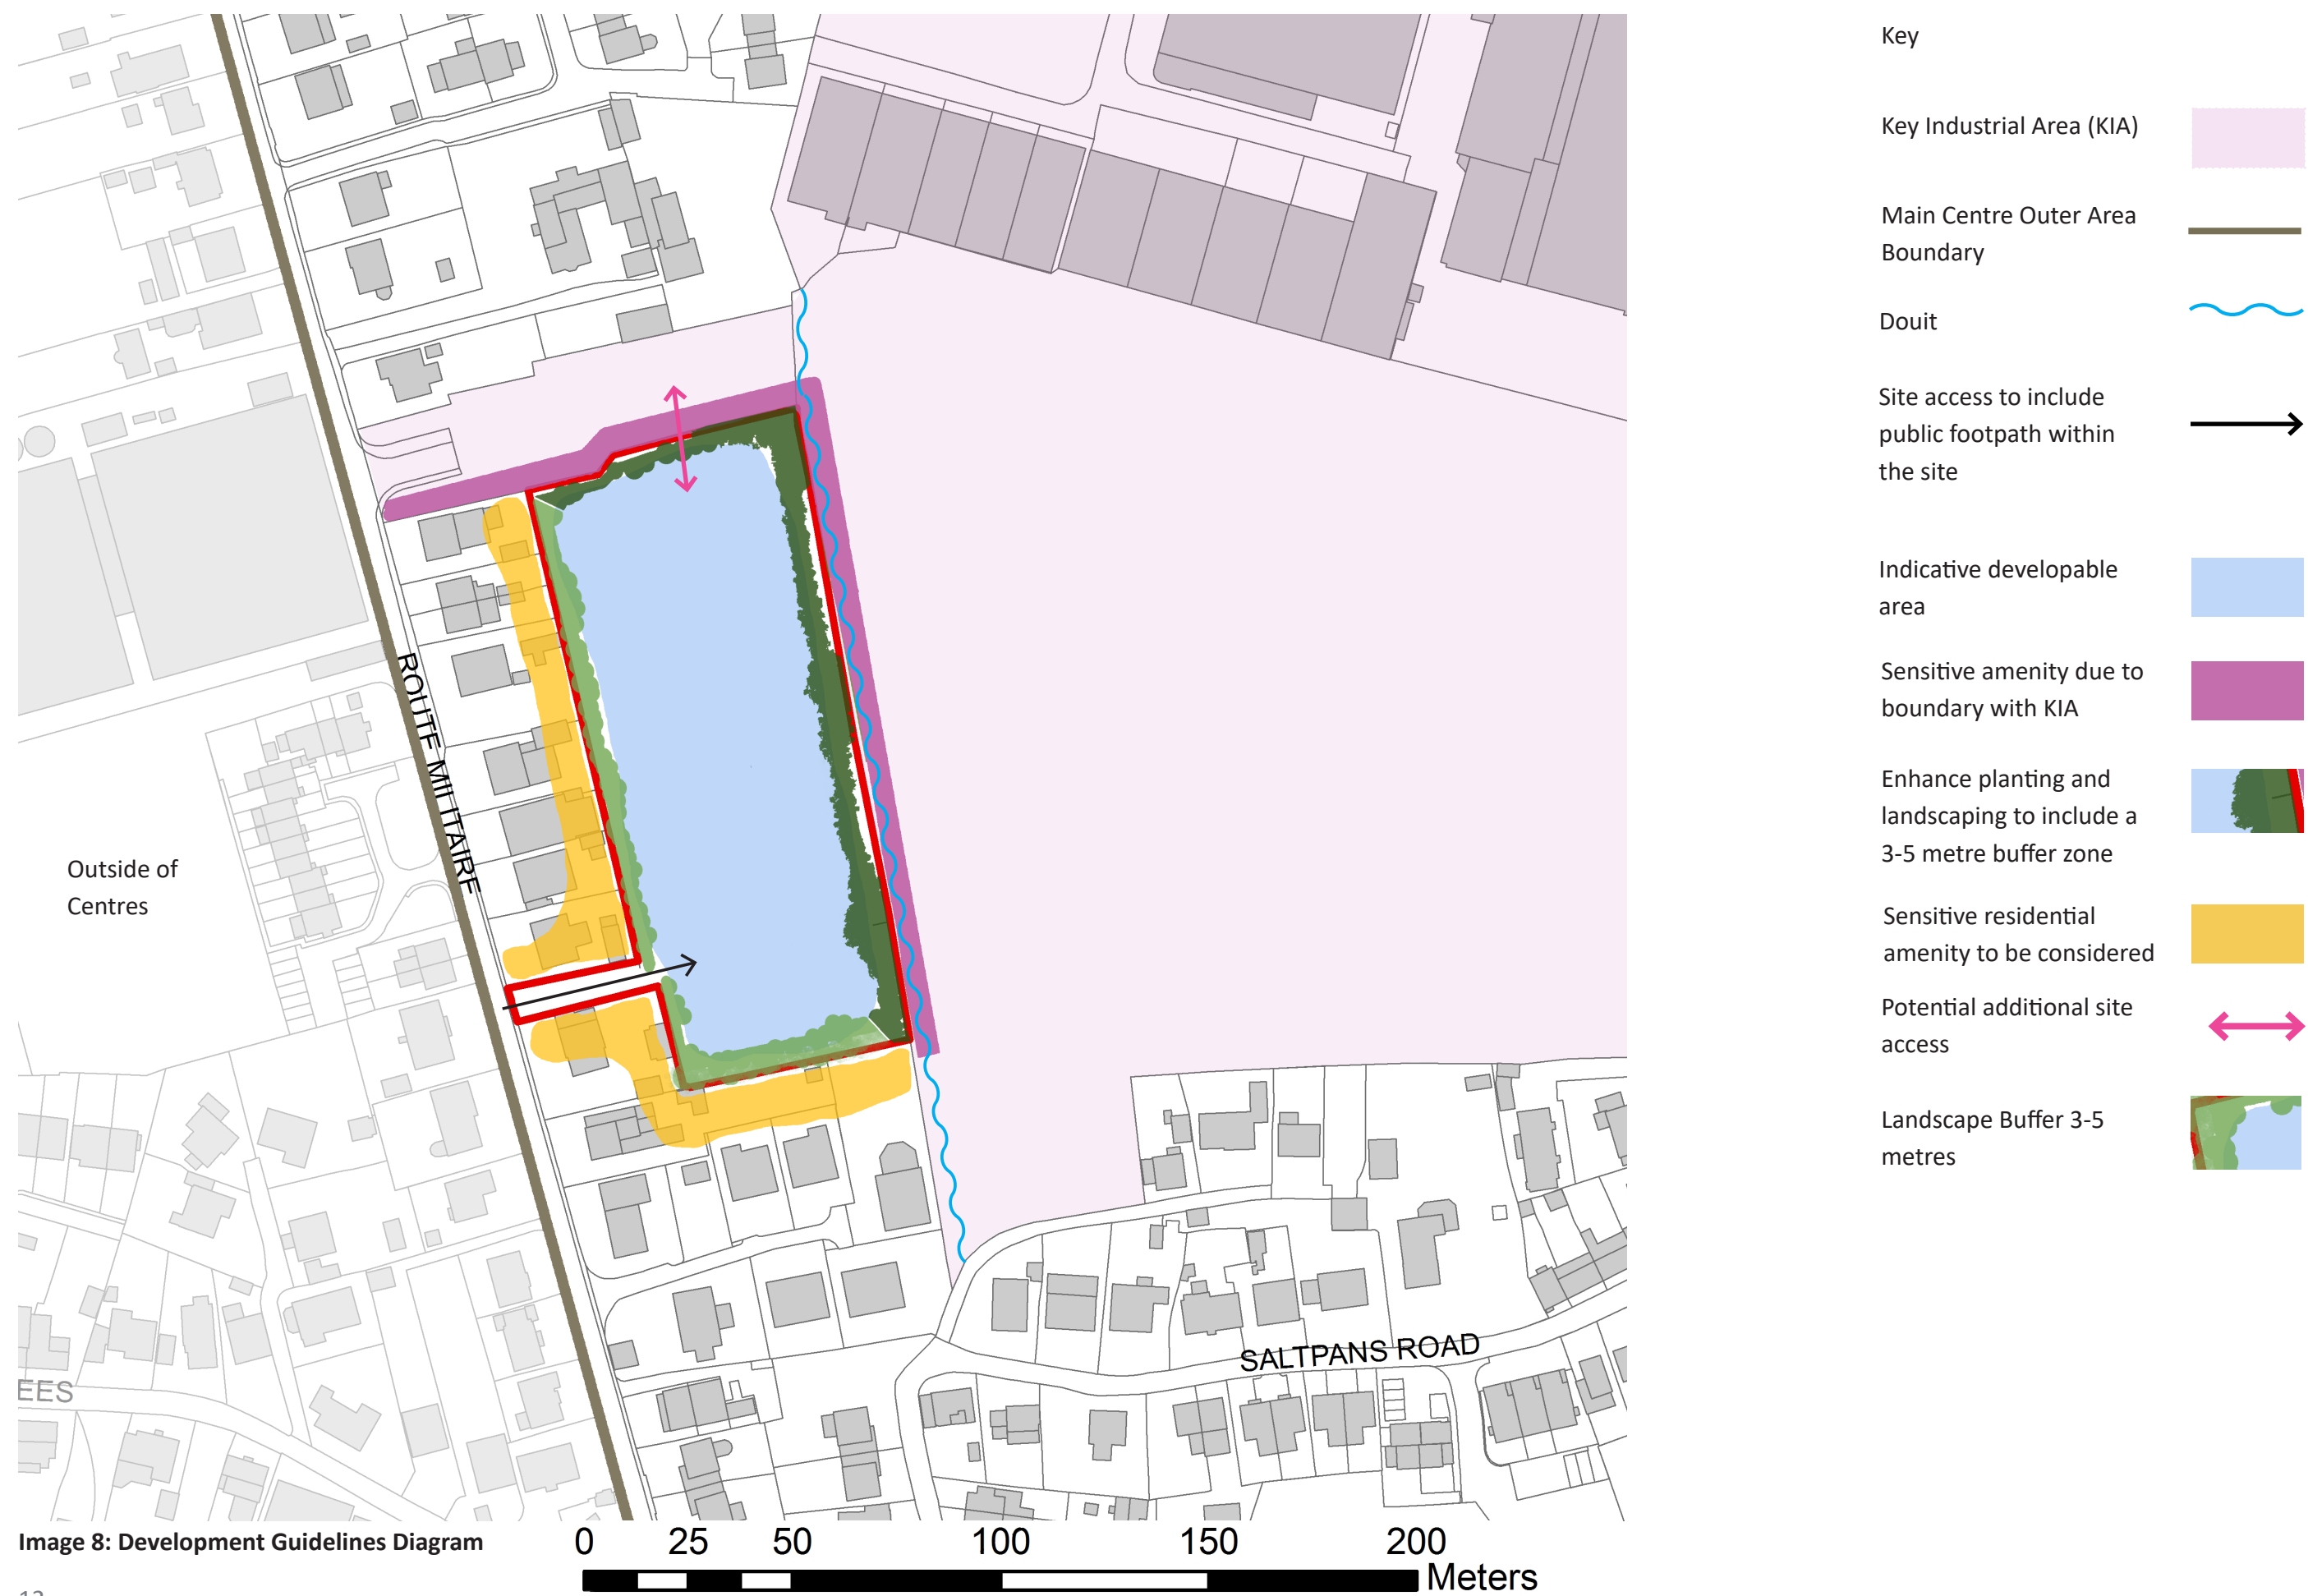 Key
Key Industrial Area (KIA)
Main Centre Outer Area
Boundary
Douit
Site access to include
public footpath within
the site
Indicative developable
area
Sensitive amenity due to
boundary with KIA
Enhance planting and
landscaping to include a
3-5 metre buffer zone
Sensitive residential
amenity to be considered
Potential additional site
access
Landscape Buffer 3-5
metres
ROUTE MILITAIRE
Outside of
Centres
SALTPANS ROAD
EES
Image 8: Development Guidelines Diagram
0 25 50 100 150 200
Meters